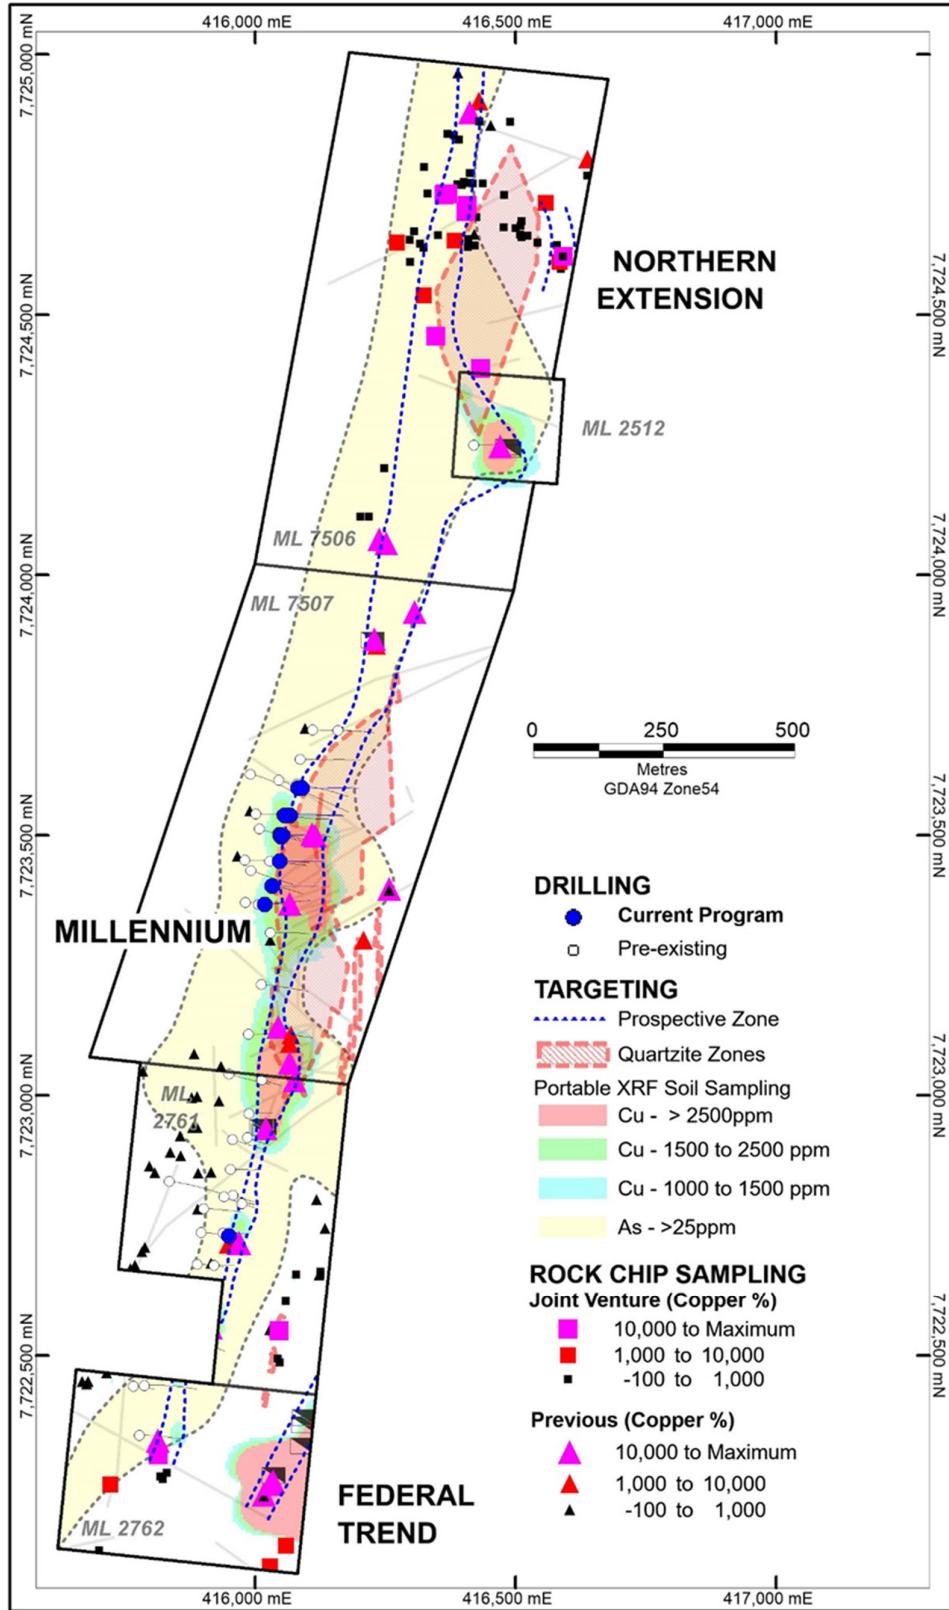 416,000 mE
416,500 mE
417,000 mE
7,725,000 mN
NORTHERN
EXTENSION
7,724,500 mN
7,724,500 mN
ML 2512
ML 7506
7,724,000 mN
7,724,000 mN
ML 7507
0
250
500
Metres
GDA94 Zone54
7,723,500 mN
7,723,500 mN
MILLENNIUM
DRILLING
Current Program
Pre-existing
TARGETING
Prospective Zone
Quartzite Zones
Portable XRF Soil Sampling
Cu - > 2500ppm
Cu - 1500 to 2500 ppm
Cu - 1000 to 1500 ppm
As - >25ppm
7,723,000 mN
7,723,000 mN
ML
2761
ROCK CHIP SAMPLING
Joint Venture (Copper %)
10,000 to Maximum
1,000 to 10,000
-100 to 1,000
7,722,500 mN
7,722,500 mN
Previous (Copper %)
10,000 to Maximum
1,000 to 10,000
-100 to 1,000
FEDERAL
TREND
ML 2762
416,000 mE
416,500 mE
417,000 mE